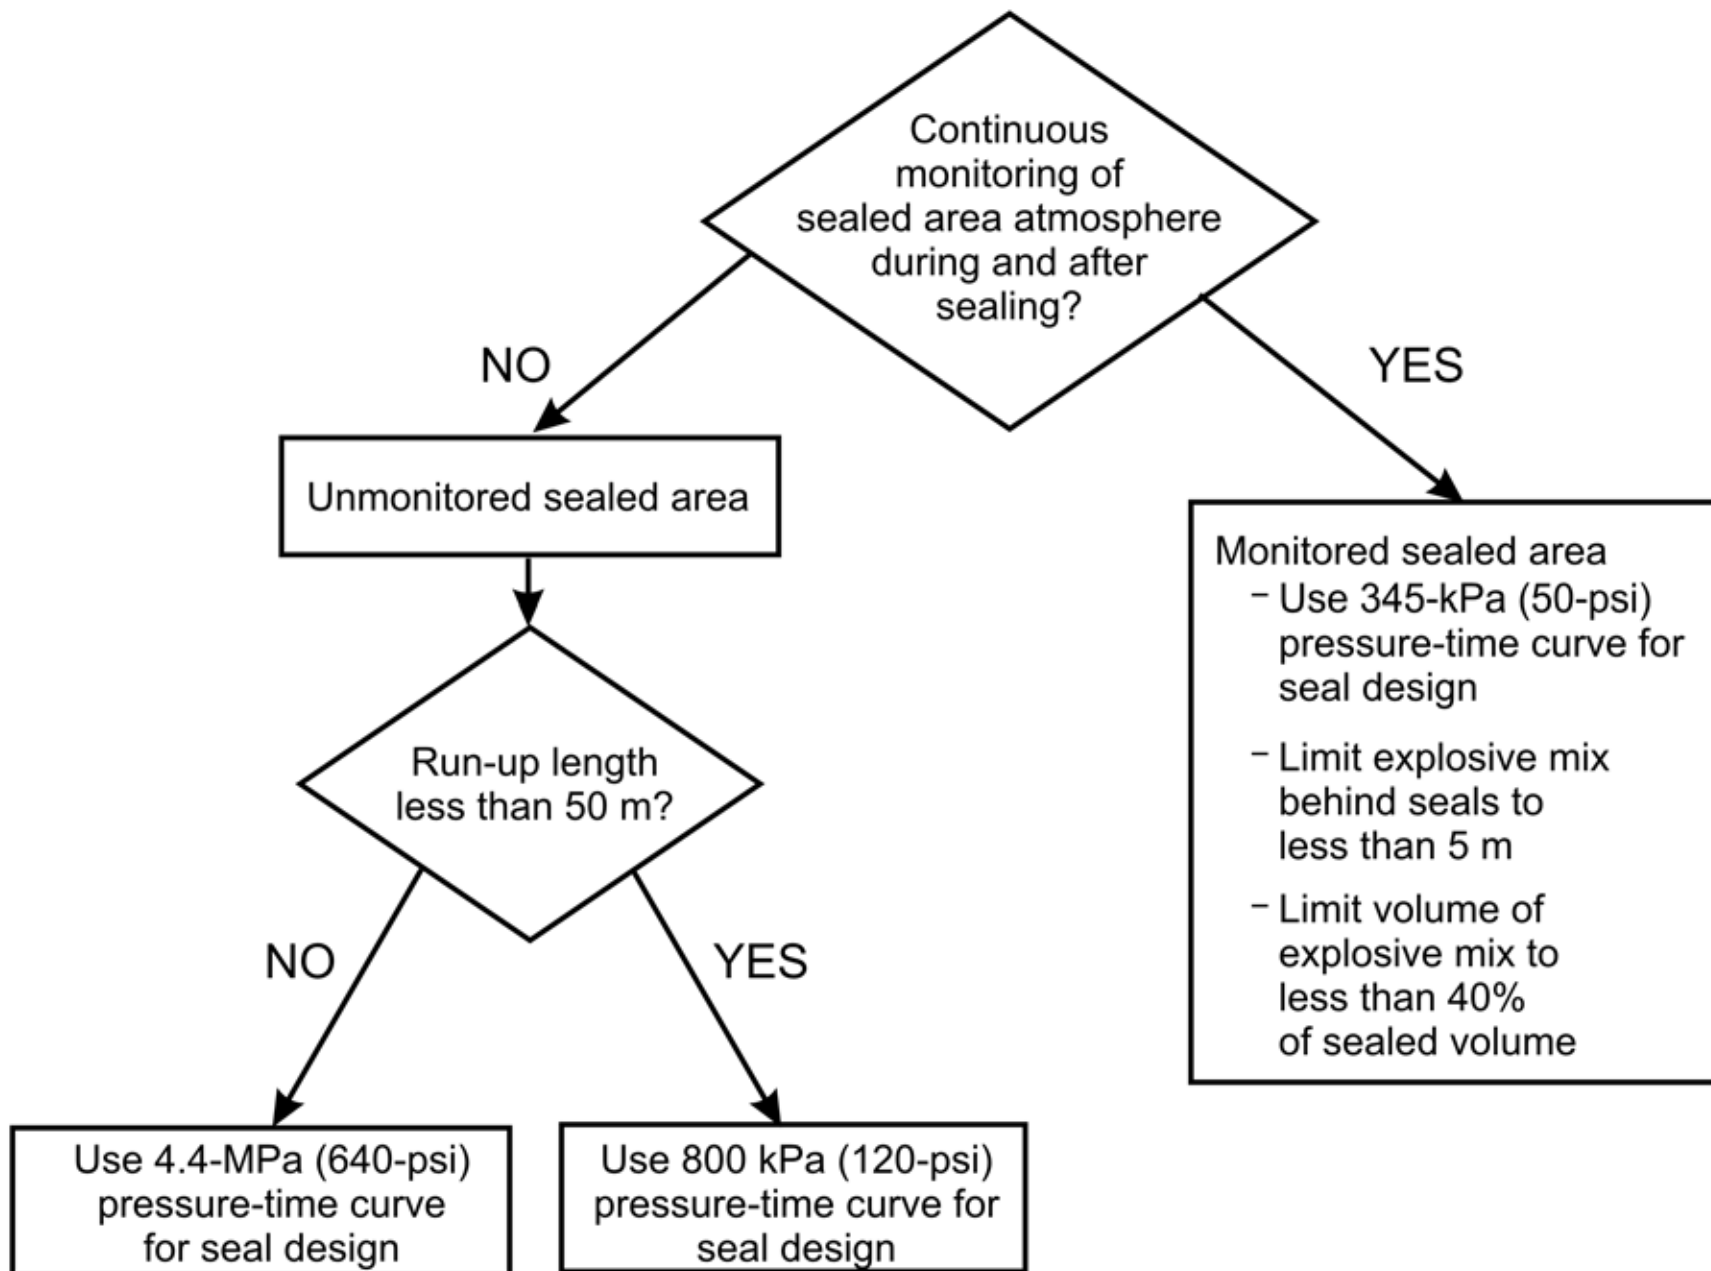 Continuous
monitoring of
sealed area atmosphere
during and after
sealing?
NO
YES
Unmonitored sealed area
Monitored sealed area
– Use 345-kPa (50-psi)
pressure-time curve for
seal design
– Limit explosive mix
behind seals to
less than 5 m
– Limit volume of
explosive mix to
less than 40%
of sealed volume
Run-up length
less than 50 m?
NO
YES
Use 4.4-MPa (640-psi)
pressure-time curve
for seal design
Use 800 kPa (120-psi)
pressure-time curve for
seal design